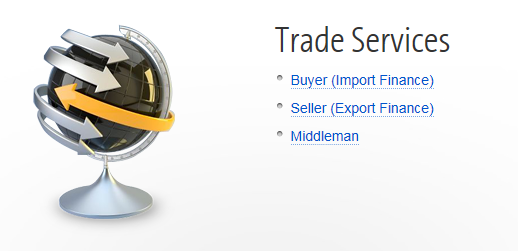 Trade Services
Buyer (Import Finance)
Seller (Export Finance)
Middleman